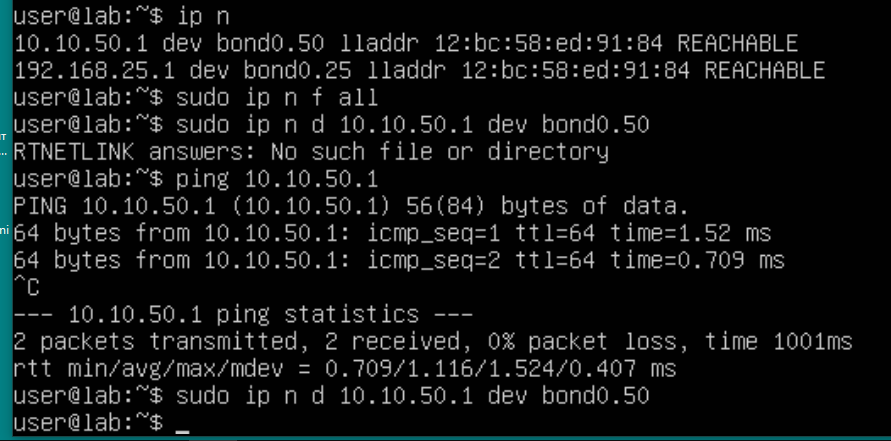 user@lab:~$ ip n
10.10.50.1 dev bond0.50 lladdr 12:bc:58:ed:91:84 REACHABLE
192.168.25.1 dev bond0.25 lladdr 12:bc:58:ed:91:84 REACHABLE
user@lab:~$ sudo ip n f all
user@lab:~$ sudo ip n d 10.10.50.1 dev bond0.50
RTNETLINK answers: No such file or directory
user@lab:~$ ping 10.10.50.1
PING 10.10.50.1 (10.10.50.1) 56(84) bytes of data.
64 bytes from 10.10.50.1: icmp_seq=1 ttl=64 time=1.52 ms
64 bytes from 10.10.50.1: icmp_seq=2 ttl=64 time=0.709 ms
^C
--- 10.10.50.1 ping statistics ---
2 packets transmitted, 2 received, 0% packet loss, time 1001ms
rtt min/avg/max/mdev = 0.709/1.116/1.524/0.407 ms
user@lab:~$ sudo ip n d 10.10.50.1 dev bond0.50
user@lab:~$ _